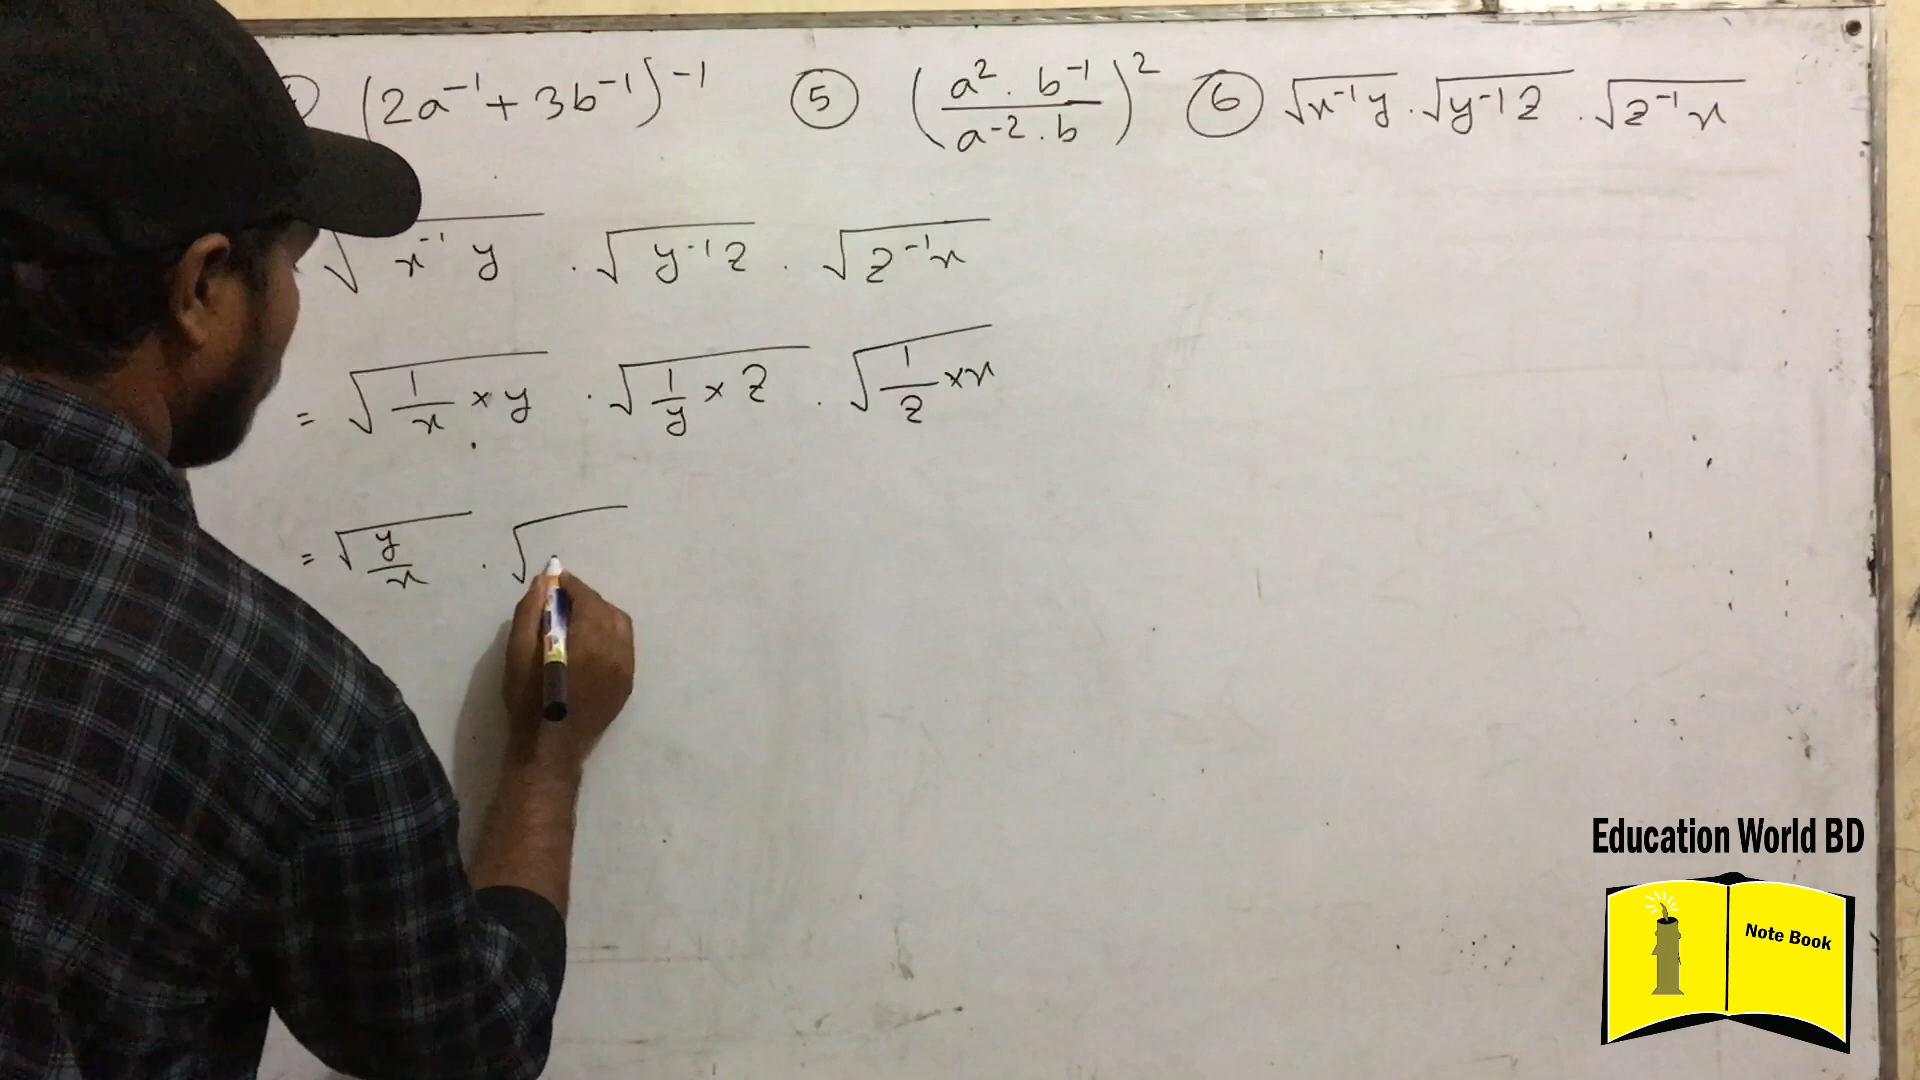 (2a⁻¹ + 3b⁻¹)⁻¹ ⑤ (a² . b⁻¹ / a⁻² . b)² ⑥ √x⁻¹y . √y⁻¹z . √z⁻¹x
√x⁻¹ y . √y⁻¹z . √z⁻¹x
= √1/x × y . √1/y × z . √1/z × x
= √y/x . √
Education World BD
Note Book